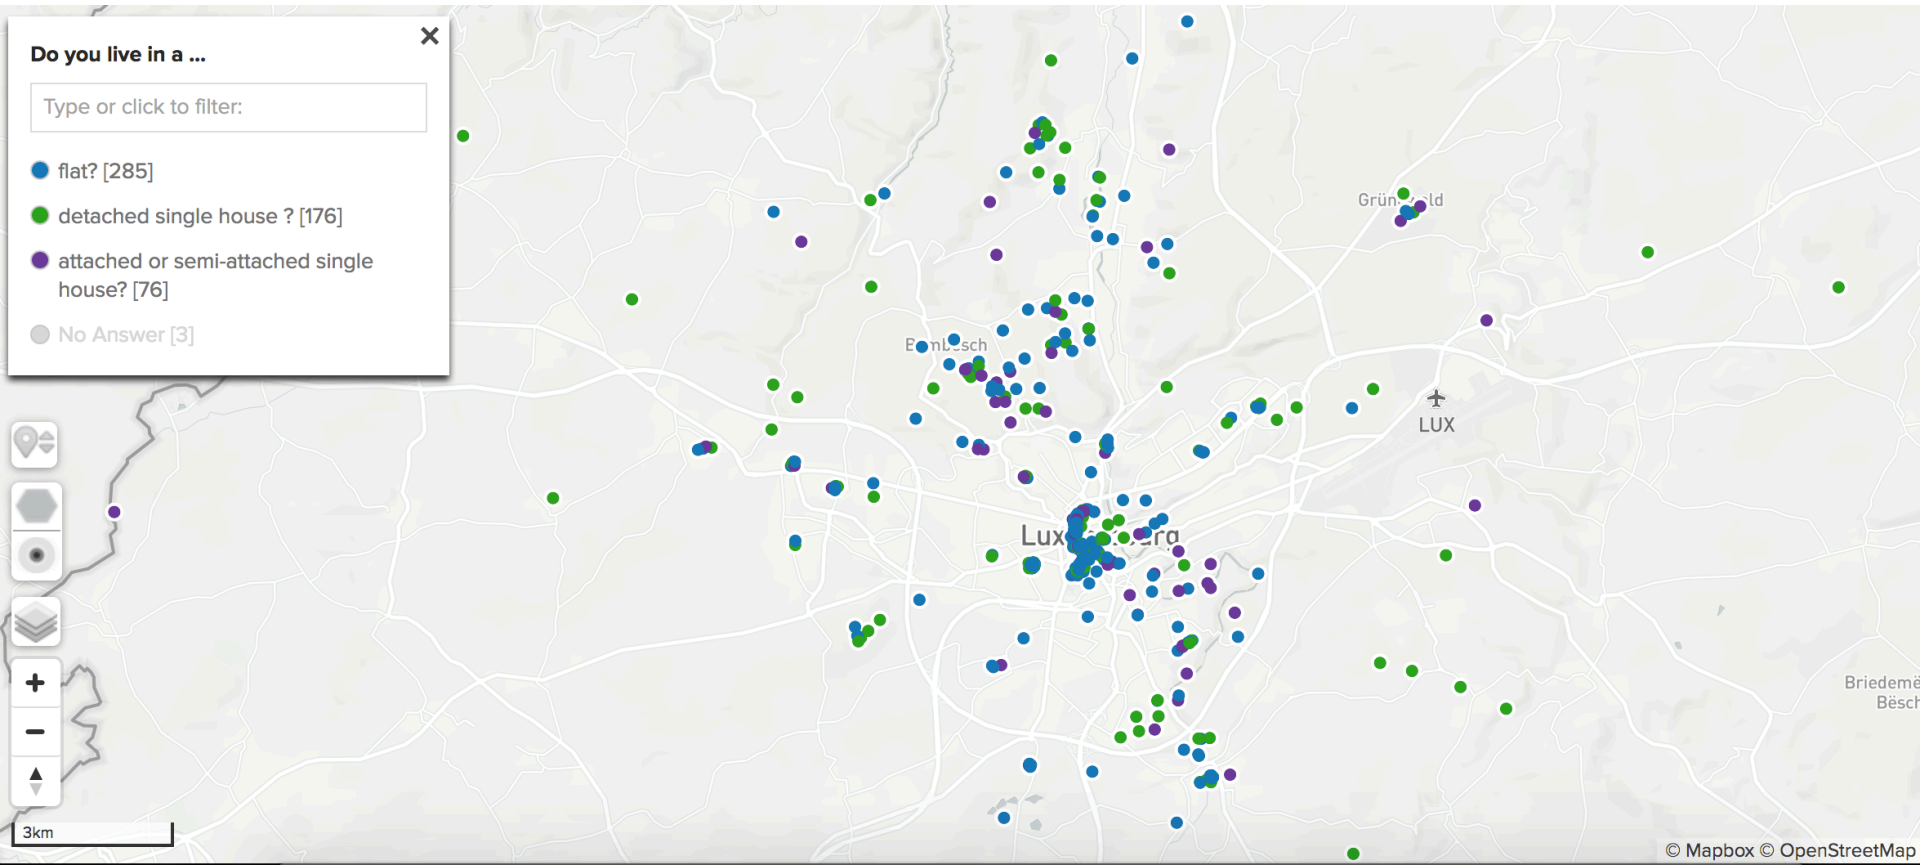 Do you live in a ...
Type or click to filter:
flat? [285]
detached single house ? [176]
attached or semi-attached single
house? [76]
No Answer [3]
LUX
3km
© Mapbox © OpenStreetMap